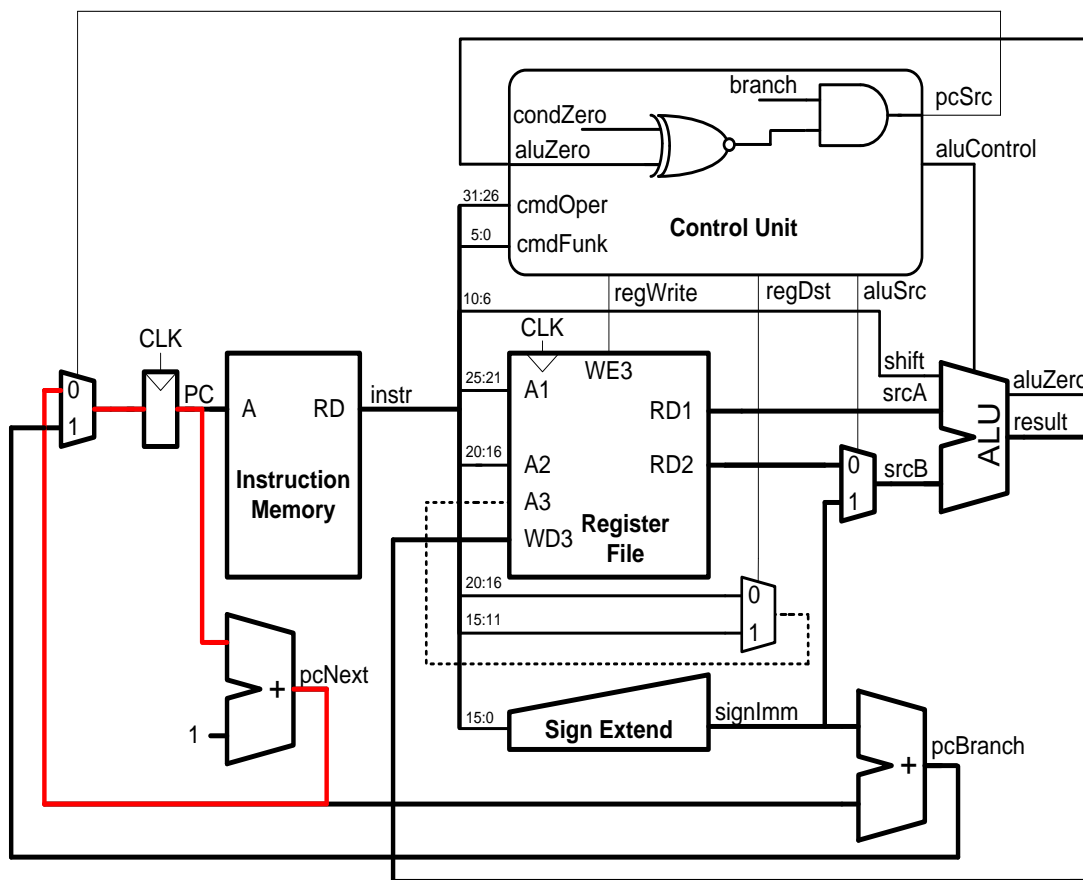 branch
pcSrc
condZero
aluZero
aluControl
31:26
cmdOper
5:0
cmdFunk
Control Unit
regWrite
regDst
aluSrc
10:6
CLK
CLK
shift
WE3
0
1
PC
A
RD
instr
25:21
A1
RD1
srcA
aluZero
result
ALU
20:16
A2
RD2
0
1
srcB
Instruction
Memory
A3
WD3
Register
File
20:16
0
15:11
1
pcNext
+
1
15:0
Sign Extend
signImm
pcBranch
+